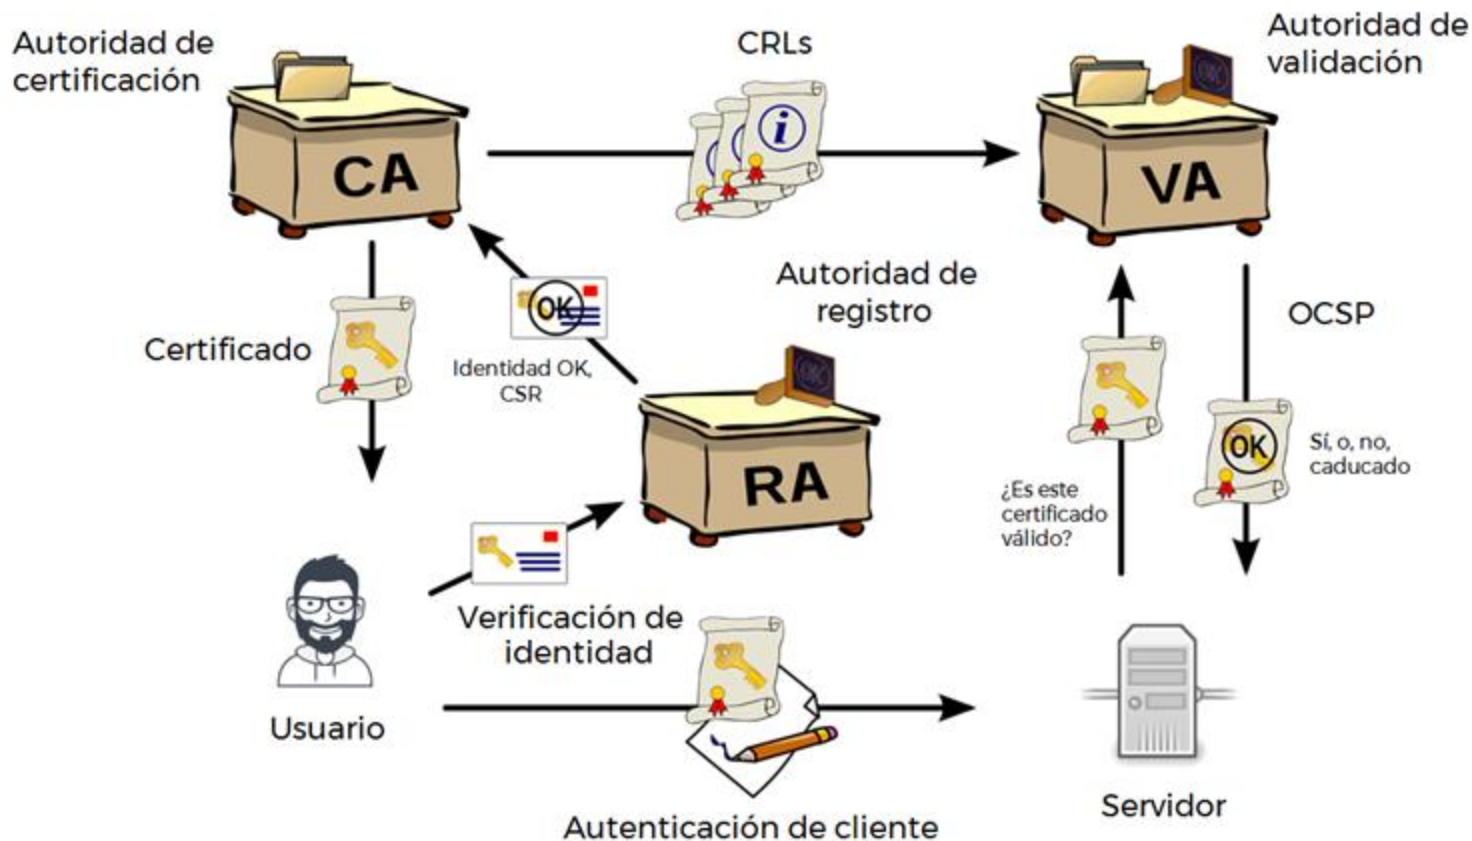 Autoridad de
certificación
CRLs
Autoridad de
validación
CA
VA
Autoridad de
registro
OK
Certificado
Identidad OK,
CSR
OCSP
RA
OK
Sí, o, no,
caducado
¿Es este
certificado
válido?
Verificación de
identidad
Usuario
Servidor
Autenticación de cliente